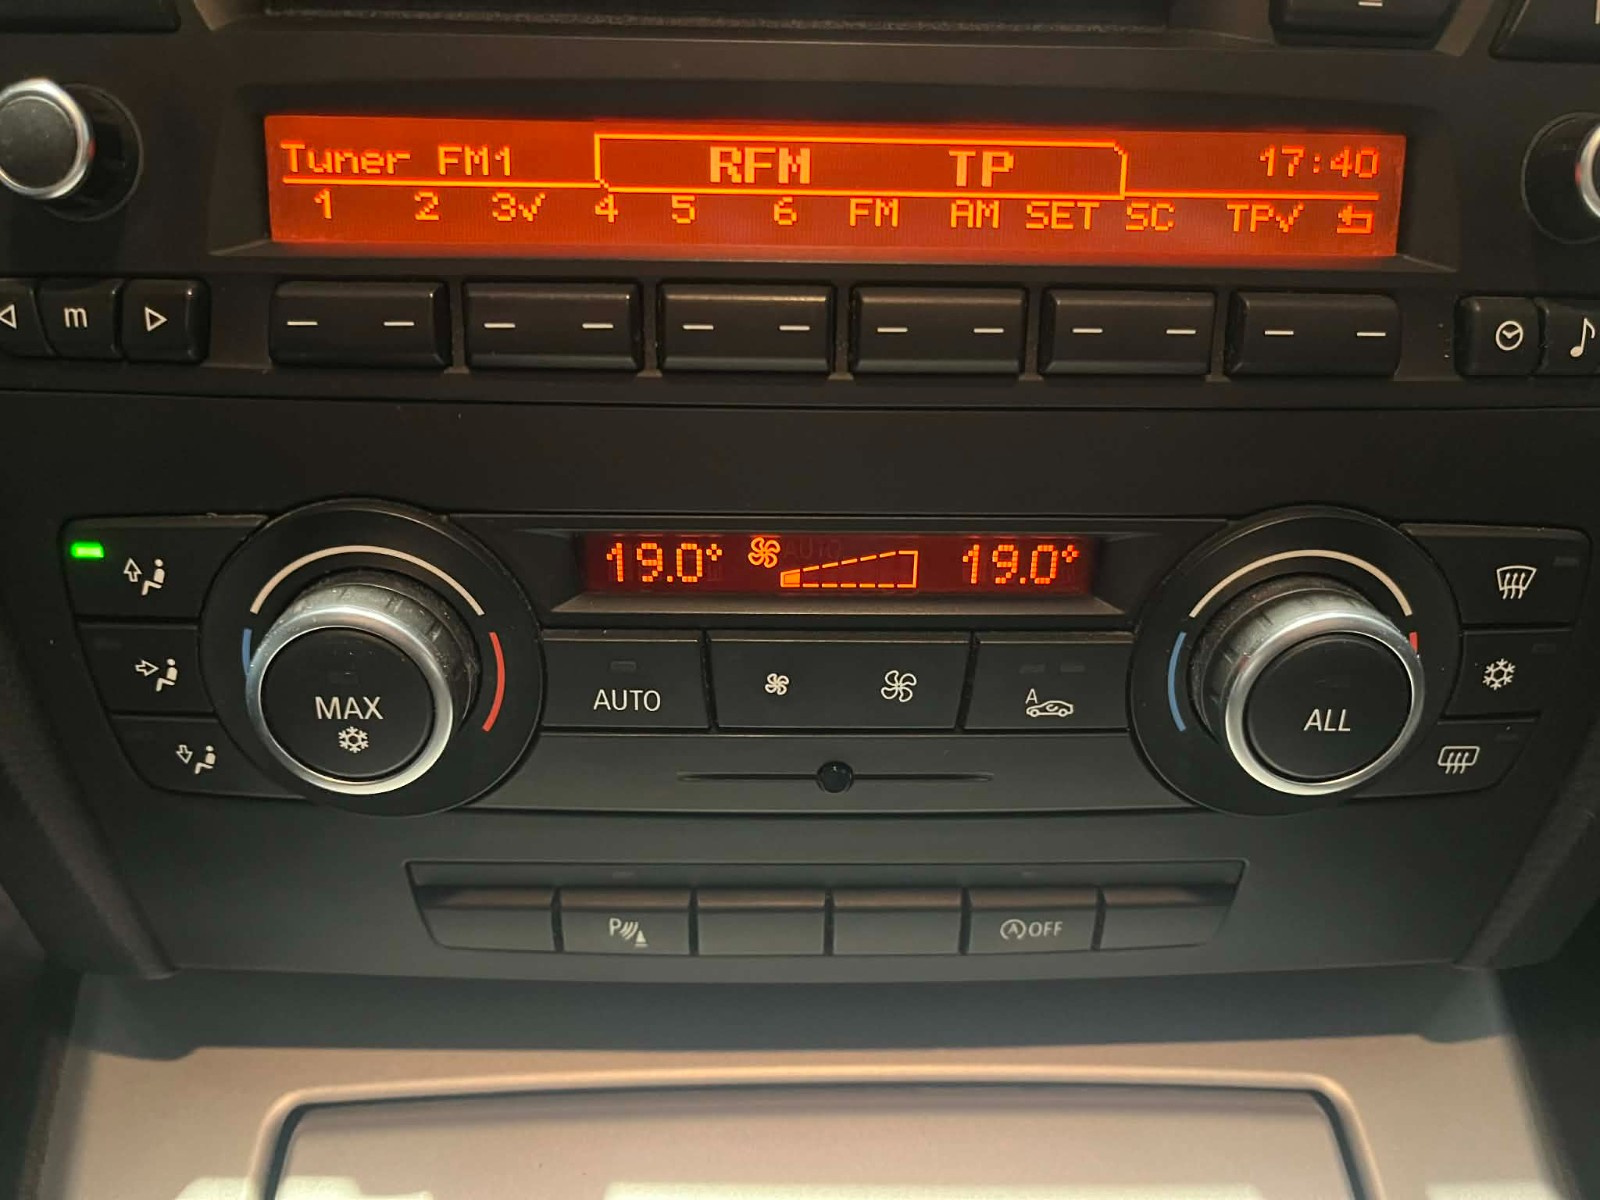 Tuner FM1 RFM TP 17:40
1 2 3√ 4 5 6 FM AM SET SC TP√
m
19.0° AUTO 19.0°
MAX AUTO A ALL
P OFF